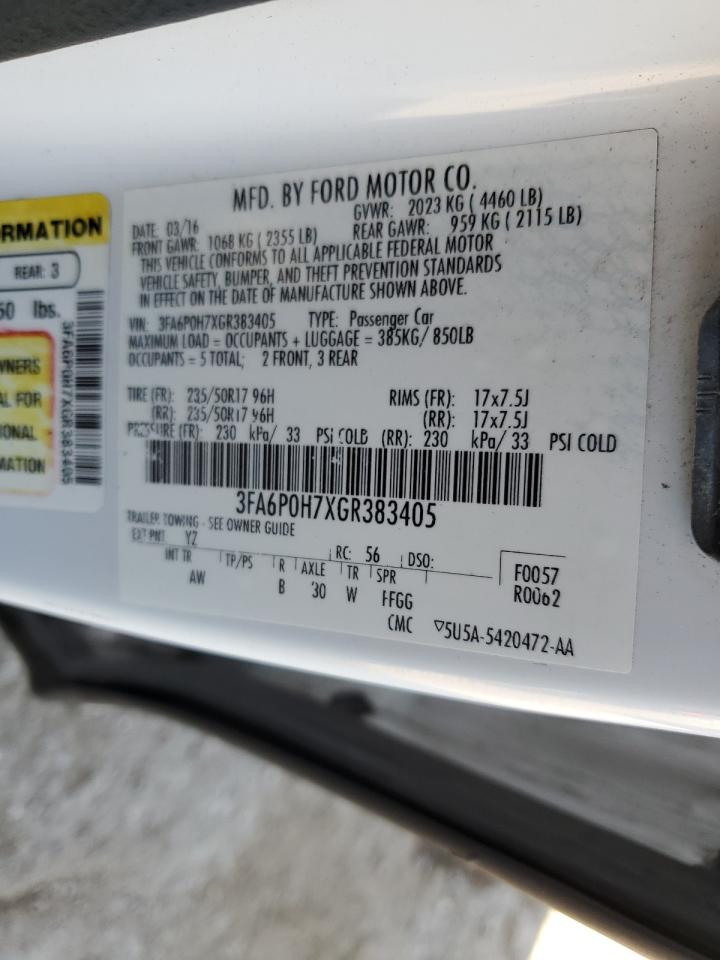 RMATION
REAR: 3
lbs.
WNERS
AL FOR
IONAL
MATION
3FA6P0H7XGR383405
MFD. BY FORD MOTOR CO.
DATE: 03/16 GVWR: 2023 KG ( 4460 LB)
FRONT GAWR: 1068 KG ( 2355 LB) REAR GAWR: 959 KG ( 2115 LB)
THIS VEHICLE CONFORMS TO ALL APPLICABLE FEDERAL MOTOR
VEHICLE SAFETY, BUMPER, AND THEFT PREVENTION STANDARDS
IN EFFECT ON THE DATE OF MANUFACTURE SHOWN ABOVE.
VIN: 3FA6P0H7XGR383405 TYPE: Passenger Car
MAXIMUM LOAD = OCCUPANTS + LUGGAGE = 385KG/ 850LB
OCCUPANTS = 5 TOTAL; 2 FRONT, 3 REAR
TIRE (FR): 235/50R17 96H RIMS (FR): 17x7.5J
(RR): 235/50R17 96H (RR): 17x7.5J
PRESSURE (FR): 230 kPa/ 33 PSI COLD (RR): 230 kPa/ 33 PSI COLD
3FA6P0H7XGR383405
TRAILER TOWING - SEE OWNER GUIDE
EXT PNT YZ RC: 56 DSO: F0057
INT TR TP/PS R AXLE TR SPR R0062
AW B 30 W FFGG
CMC ▽5U5A-5420472-AA